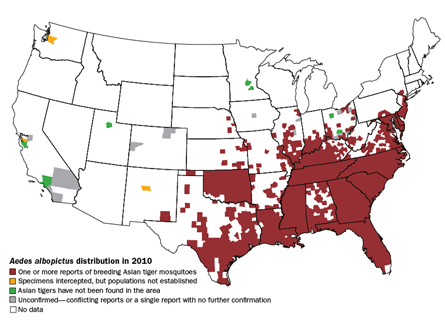 Aedes albopictus distribution in 2010
One or more reports of breeding Asian tiger mosquitoes
Specimens intercepted, but populations not established
Asian tigers have not been found in the area
Unconfirmed—conflicting reports or a single report with no further confirmation
No data